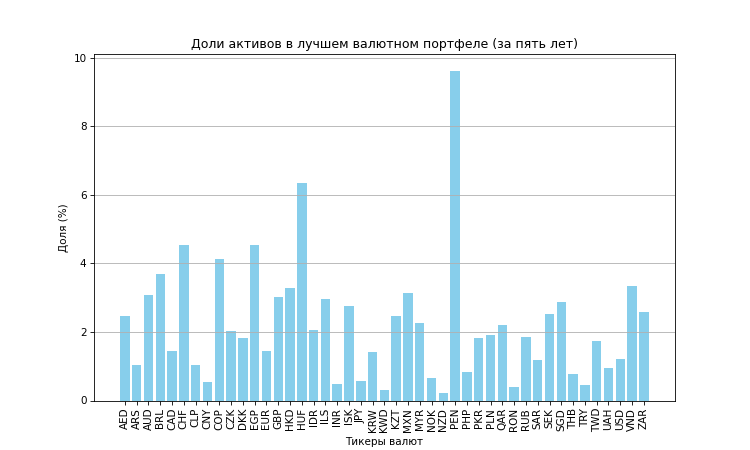 Доли активов в лучшем валютном портфеле (за пять лет)
Доля (%)
10
8
6
4
2
0
AED ARS AUD BRL CAD CHF CLP CNY COP CZK DKK EGP EUR GBP HKD HUF IDR ILS INR ISK JPY KRW KWD KZT MXN MYR NOK NZD PEN PHP PKR PLN QAR RON RUB SAR SEK SGD THB TRY TWD UAH USD VND ZAR
Тикеры валют